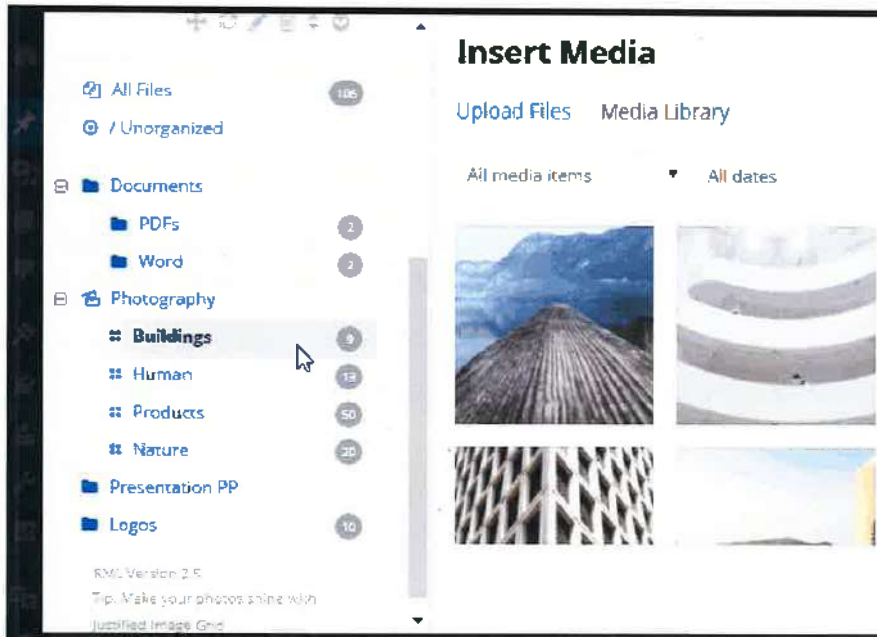 Insert Media
Upload Files Media Library
All media items All dates
All Files 106
/ Unorganized
Documents
PDFs 2
Word 2
Photography
Buildings 9
Human 13
Products 50
Nature 20
Presentation PP
Logos 10
RML Version 2.5
Tip: Make your photos shine with
Justified Image Grid